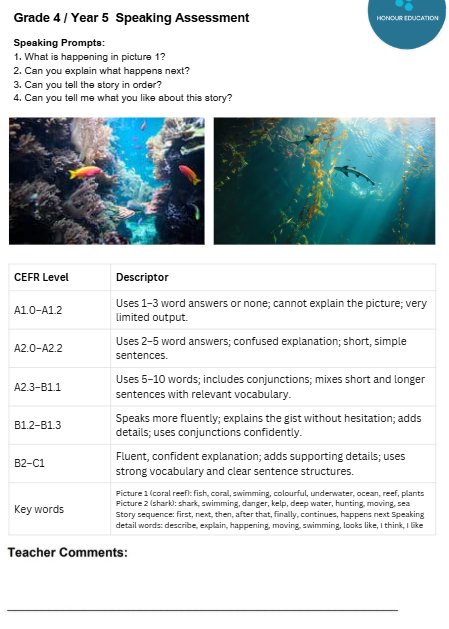 Grade 4 / Year 5 Speaking Assessment
HONOUR EDUCATION
Speaking Prompts:
1. What is happening in picture 1?
2. Can you explain what happens next?
3. Can you tell the story in order?
4. Can you tell me what you like about this story?
CEFR Level
Descriptor
A1.0–A1.2
Uses 1–3 word answers or none; cannot explain the picture; very
limited output.
A2.0–A2.2
Uses 2–5 word answers; confused explanation; short, simple
sentences.
A2.3–B1.1
Uses 5–10 words; includes conjunctions; mixes short and longer
sentences with relevant vocabulary.
B1.2–B1.3
Speaks more fluently; explains the gist without hesitation; adds
details; uses conjunctions confidently.
B2–C1
Fluent, confident explanation; adds supporting details; uses
strong vocabulary and clear sentence structures.
Key words
Picture 1 (coral reef): fish, coral, swimming, colourful, underwater, ocean, reef, plants
Picture 2 (shark): shark, swimming, danger, kelp, deep water, hunting, moving, sea
Story sequence: first, next, then, after that, finally, continues, happens next Speaking
detail words: describe, explain, happening, moving, swimming, looks like, I think, I like
Teacher Comments: